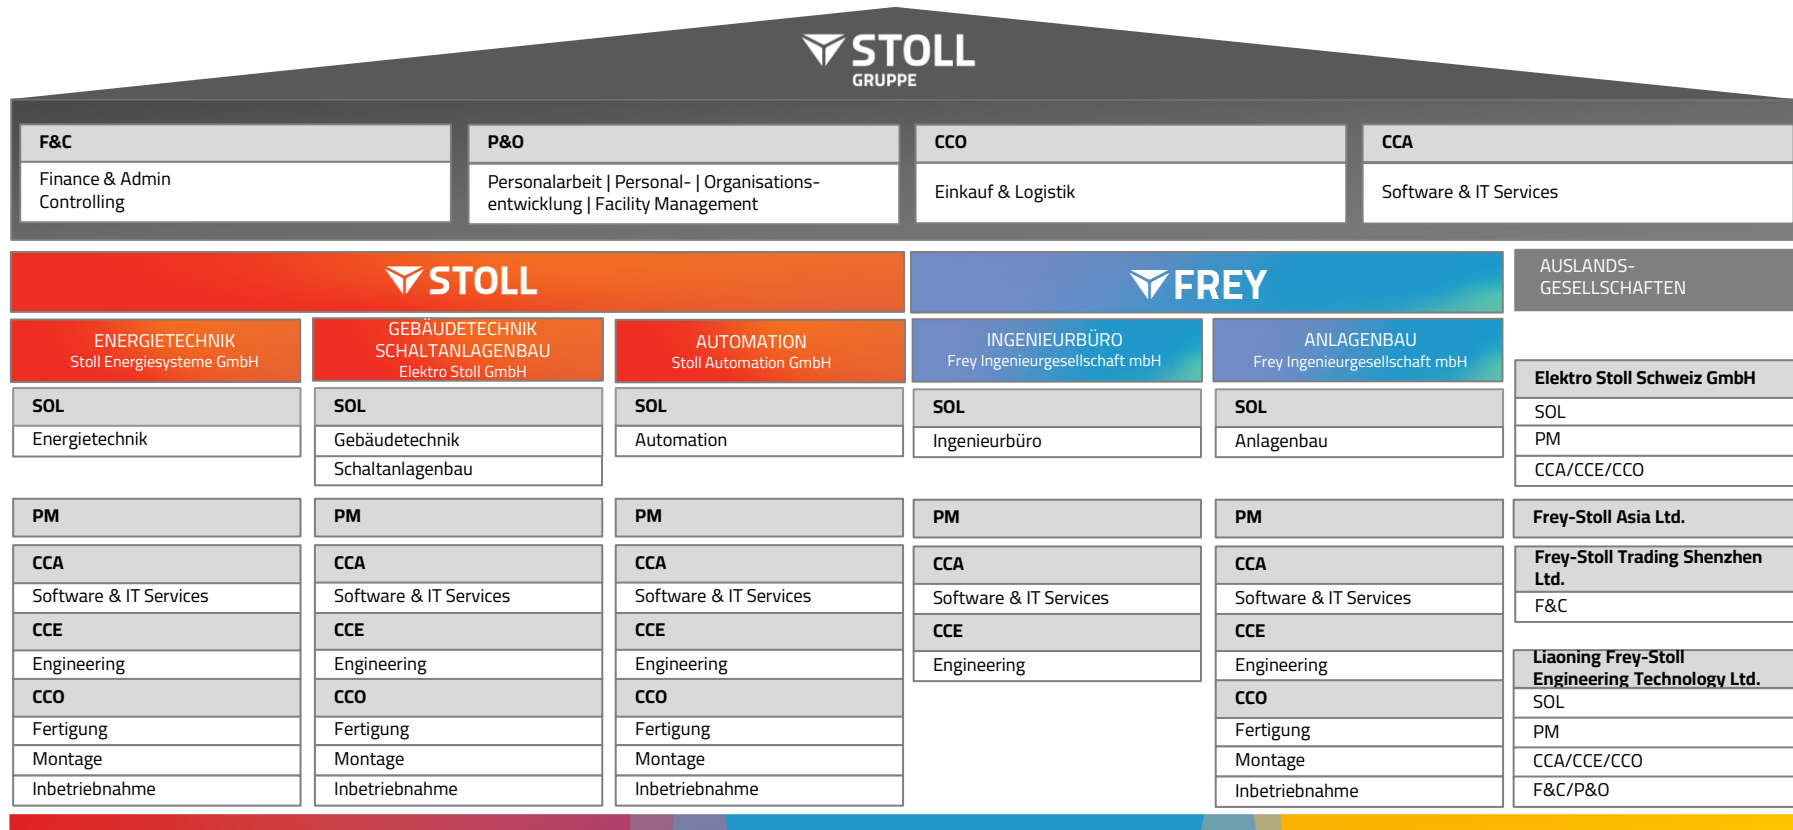 STOLL
GRUPPE
F&C
Finance & Admin
Controlling
P&O
Personalarbeit | Personal- | Organisations-
entwicklung | Facility Management
CCO
Einkauf & Logistik
CCA
Software & IT Services
STOLL
ENERGIETECHNIK
Stoll Energiesysteme GmbH
SOL
Energietechnik
PM
CCA
Software & IT Services
CCE
Engineering
CCO
Fertigung
Montage
Inbetriebnahme
GEBÄUDETECHNIK
SCHALTANLAGENBAU
Elektro Stoll GmbH
SOL
Gebäudetechnik
Schaltanlagenbau
PM
CCA
Software & IT Services
CCE
Engineering
CCO
Fertigung
Montage
Inbetriebnahme
AUTOMATION
Stoll Automation GmbH
SOL
Automation
PM
CCA
Software & IT Services
CCE
Engineering
CCO
Fertigung
Montage
Inbetriebnahme
FREY
INGENIEURBÜRO
Frey Ingenieurgesellschaft mbH
SOL
Ingenieurbüro
PM
CCA
Software & IT Services
CCE
Engineering
ANLAGENBAU
Frey Ingenieurgesellschaft mbH
SOL
Anlagenbau
PM
CCA
Software & IT Services
CCE
Engineering
CCO
Fertigung
Montage
Inbetriebnahme
AUSLANDS-
GESELLSCHAFTEN
Elektro Stoll Schweiz GmbH
SOL
PM
CCA/CCE/CCO
Frey-Stoll Asia Ltd.
Frey-Stoll Trading Shenzhen
Ltd.
F&C
Liaoning Frey-Stoll
Engineering Technology Ltd.
SOL
PM
CCA/CCE/CCO
F&C/P&O